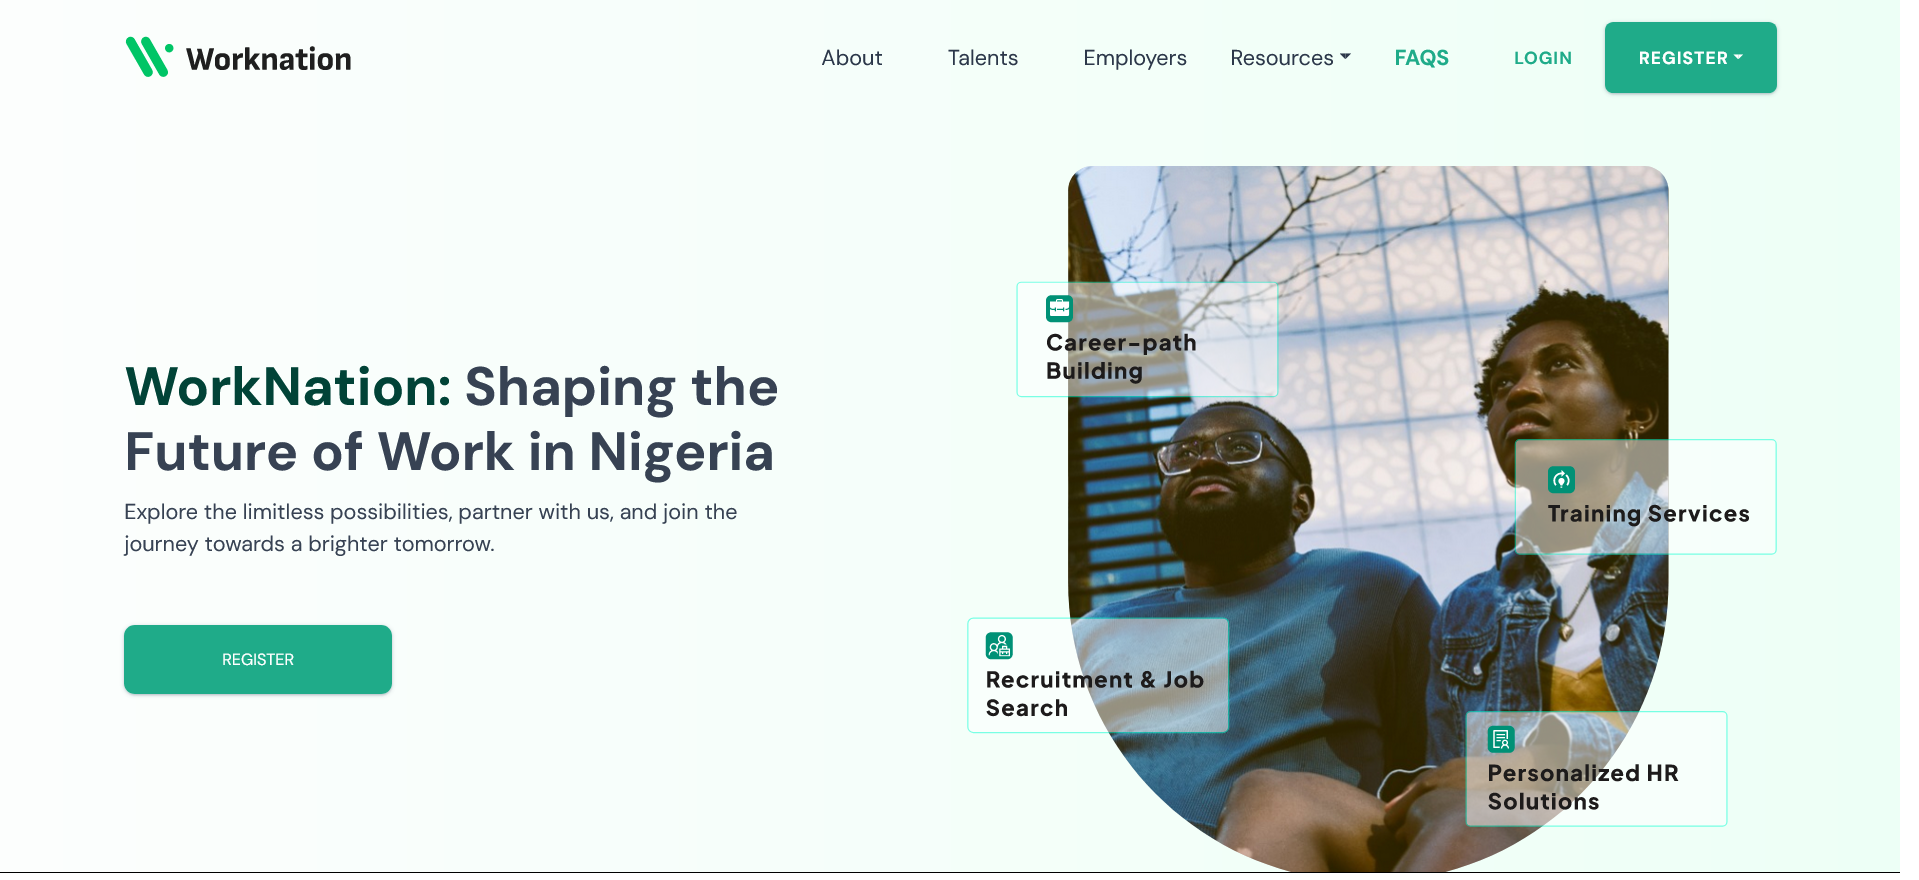 Worknation
About
Talents
Employers
Resources
FAQS
LOGIN
REGISTER
WorkNation: Shaping the
Future of Work in Nigeria
Explore the limitless possibilities, partner with us, and join the
journey towards a brighter tomorrow.
REGISTER
Career-path
Building
Training Services
Recruitment & Job
Search
Personalized HR
Solutions